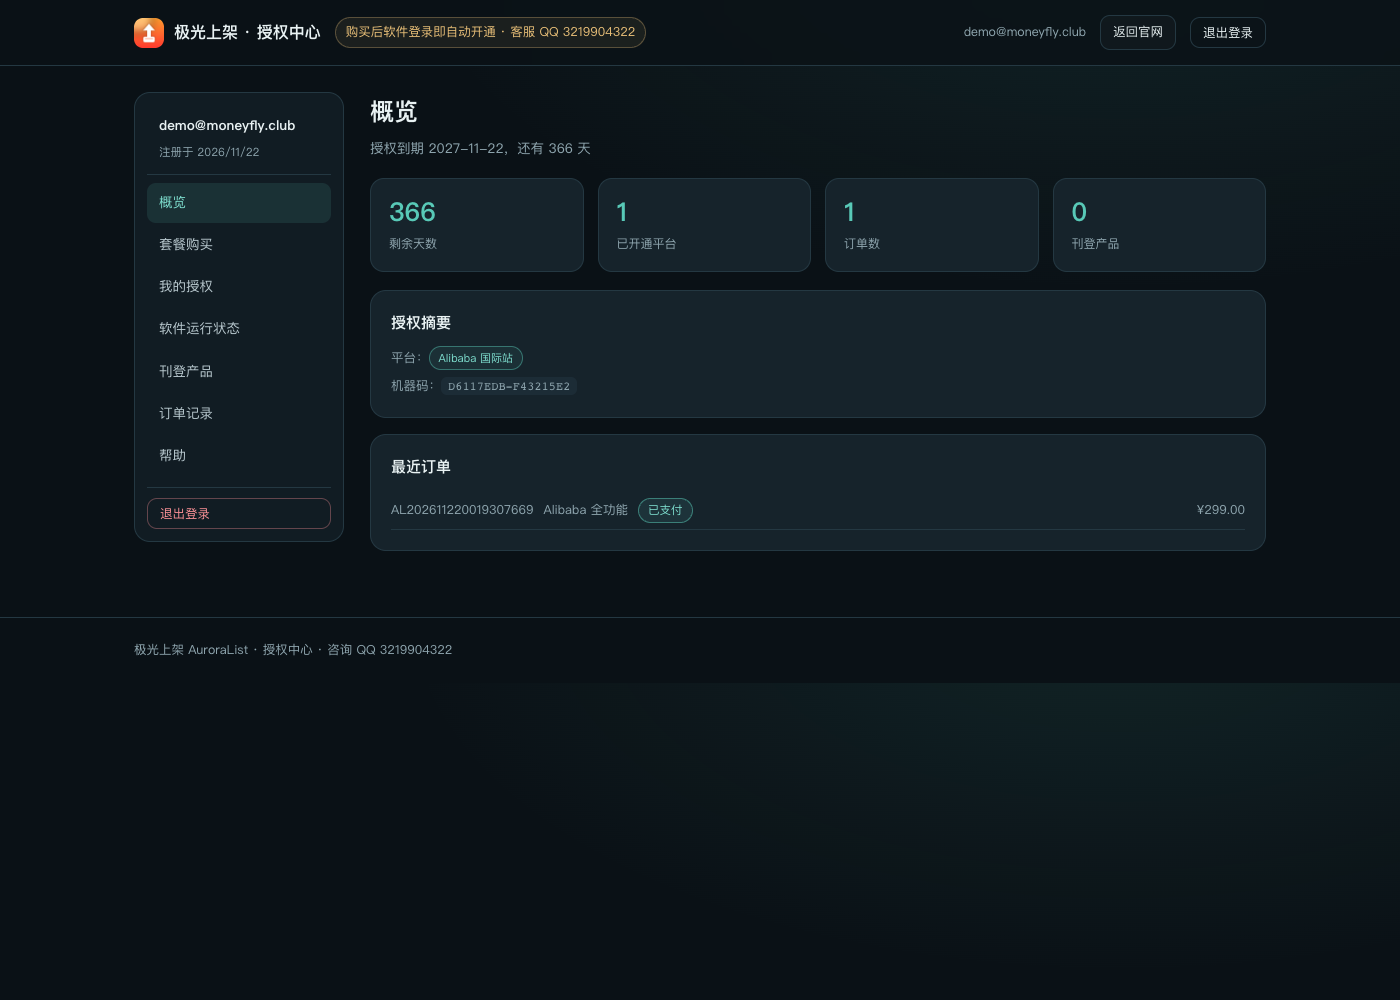 极光上架 · 授权中心
购买后软件登录即自动开通 · 客服 QQ 3219904322
demo@moneyfly.club
返回官网
退出登录
demo@moneyfly.club
注册于 2026/11/22
概览
套餐购买
我的授权
软件运行状态
刊登产品
订单记录
帮助
退出登录
概览
授权到期 2027-11-22，还有 366 天
366
剩余天数
1
已开通平台
1
订单数
0
刊登产品
授权摘要
平台： Alibaba 国际站
机器码： D6117EDB-F43215E2
最近订单
AL202611220019307669 Alibaba 全功能 已支付 ¥299.00
极光上架 AuroraList · 授权中心 · 咨询 QQ 3219904322